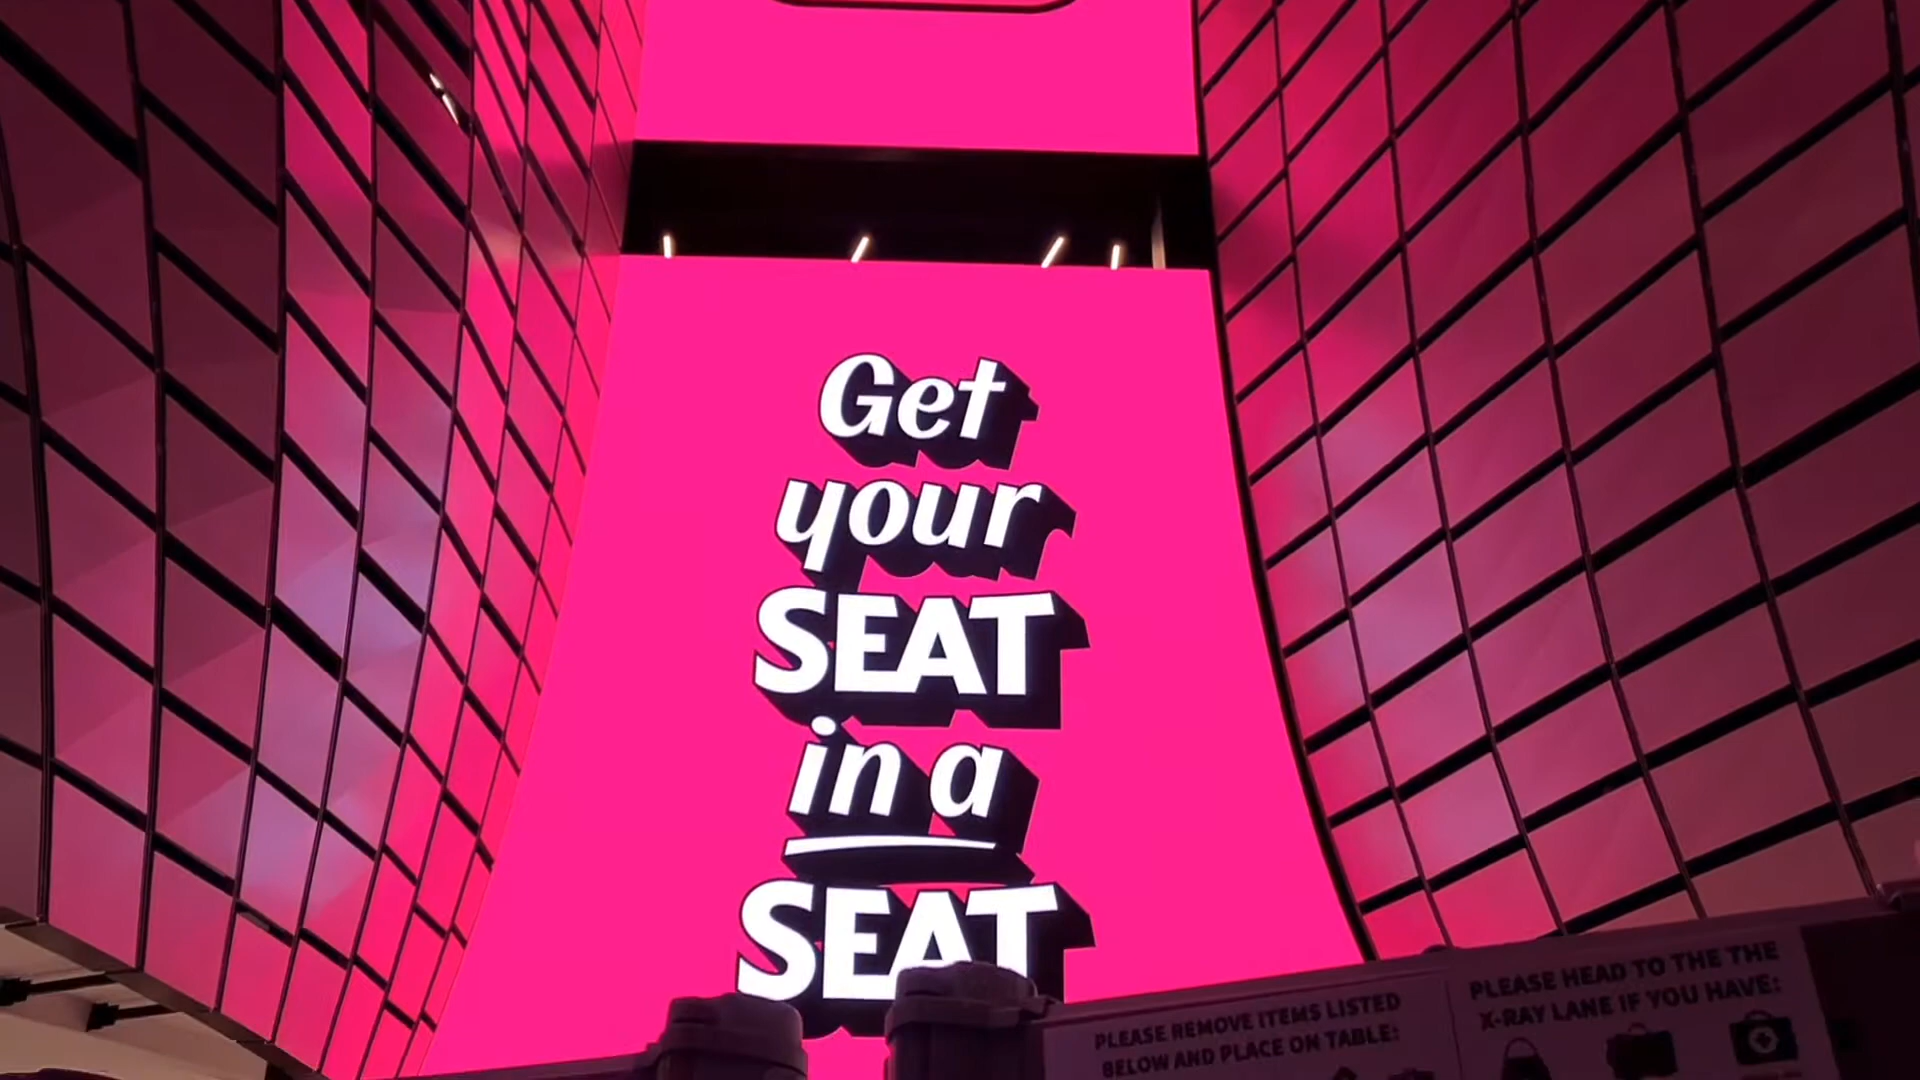 Get
your
SEAT
in a
SEAT
PLEASE REMOVE ITEMS LISTED
BELOW AND PLACE ON TABLE:
PLEASE HEAD TO THE THE
X-RAY LANE IF YOU HAVE: